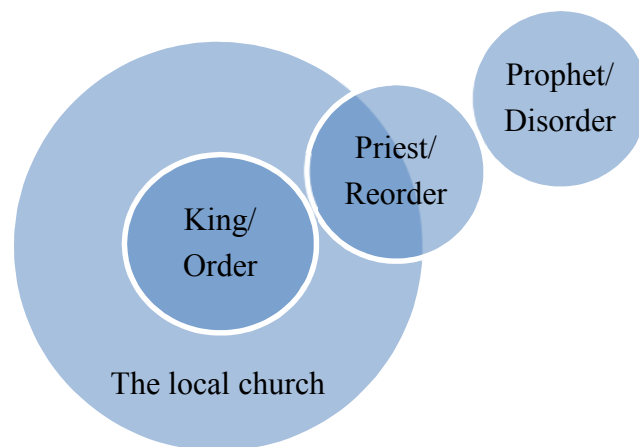 Prophet/
Disorder
Priest/
Reorder
King/
Order
The local church